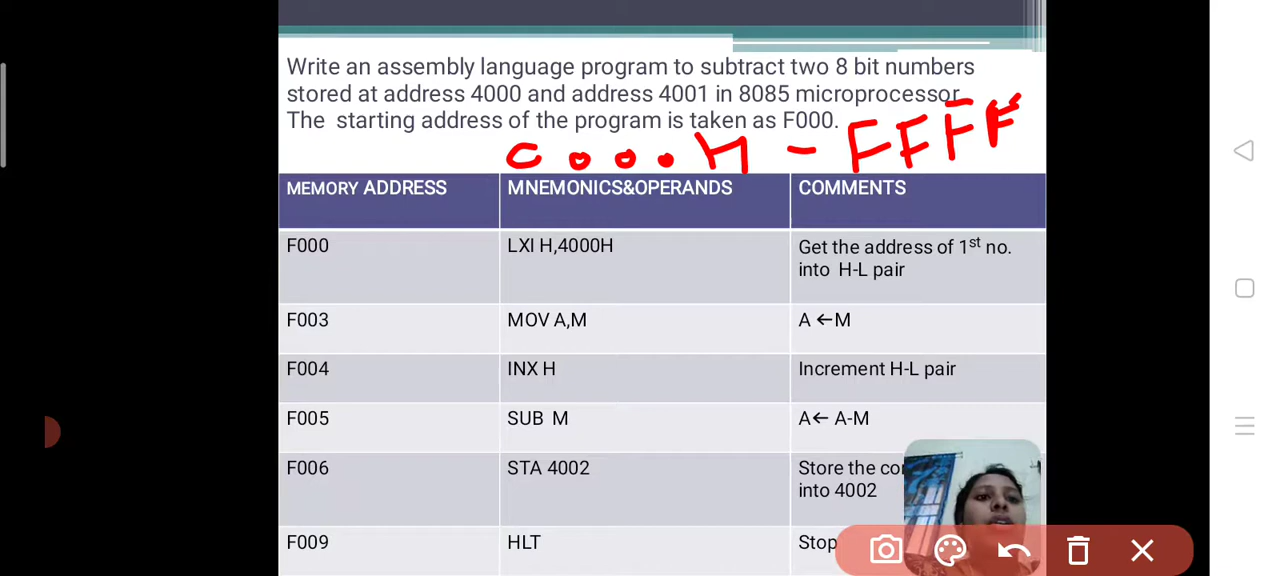 Write an assembly language program to subtract two 8 bit numbers
stored at address 4000 and address 4001 in 8085 microprocessor.
The starting address of the program is taken as F000.
C000H - FFFF
MEMORY ADDRESS MNEMONICS&OPERANDS COMMENTS
F000 LXI H,4000H Get the address of 1st no.
into H-L pair
F003 MOV A,M A ←M
F004 INX H Increment H-L pair
F005 SUB M A← A-M
F006 STA 4002 Store the
into 4002
F009 HLT Stop